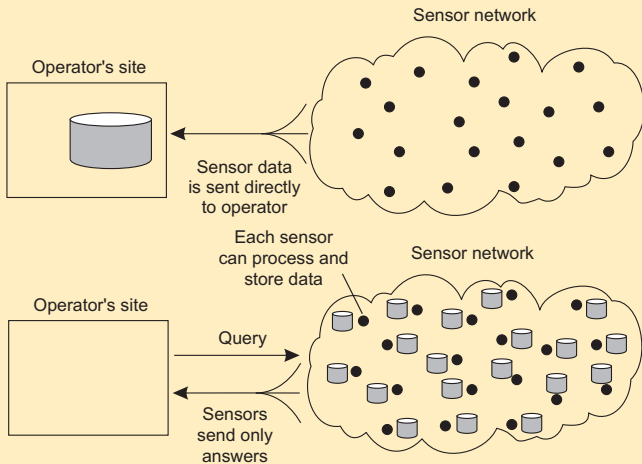 Sensor network
Operator's site
Sensor data
is sent directly
to operator
Each sensor
can process and
store data
Sensor network
Operator's site
Query
Sensors
send only
answers